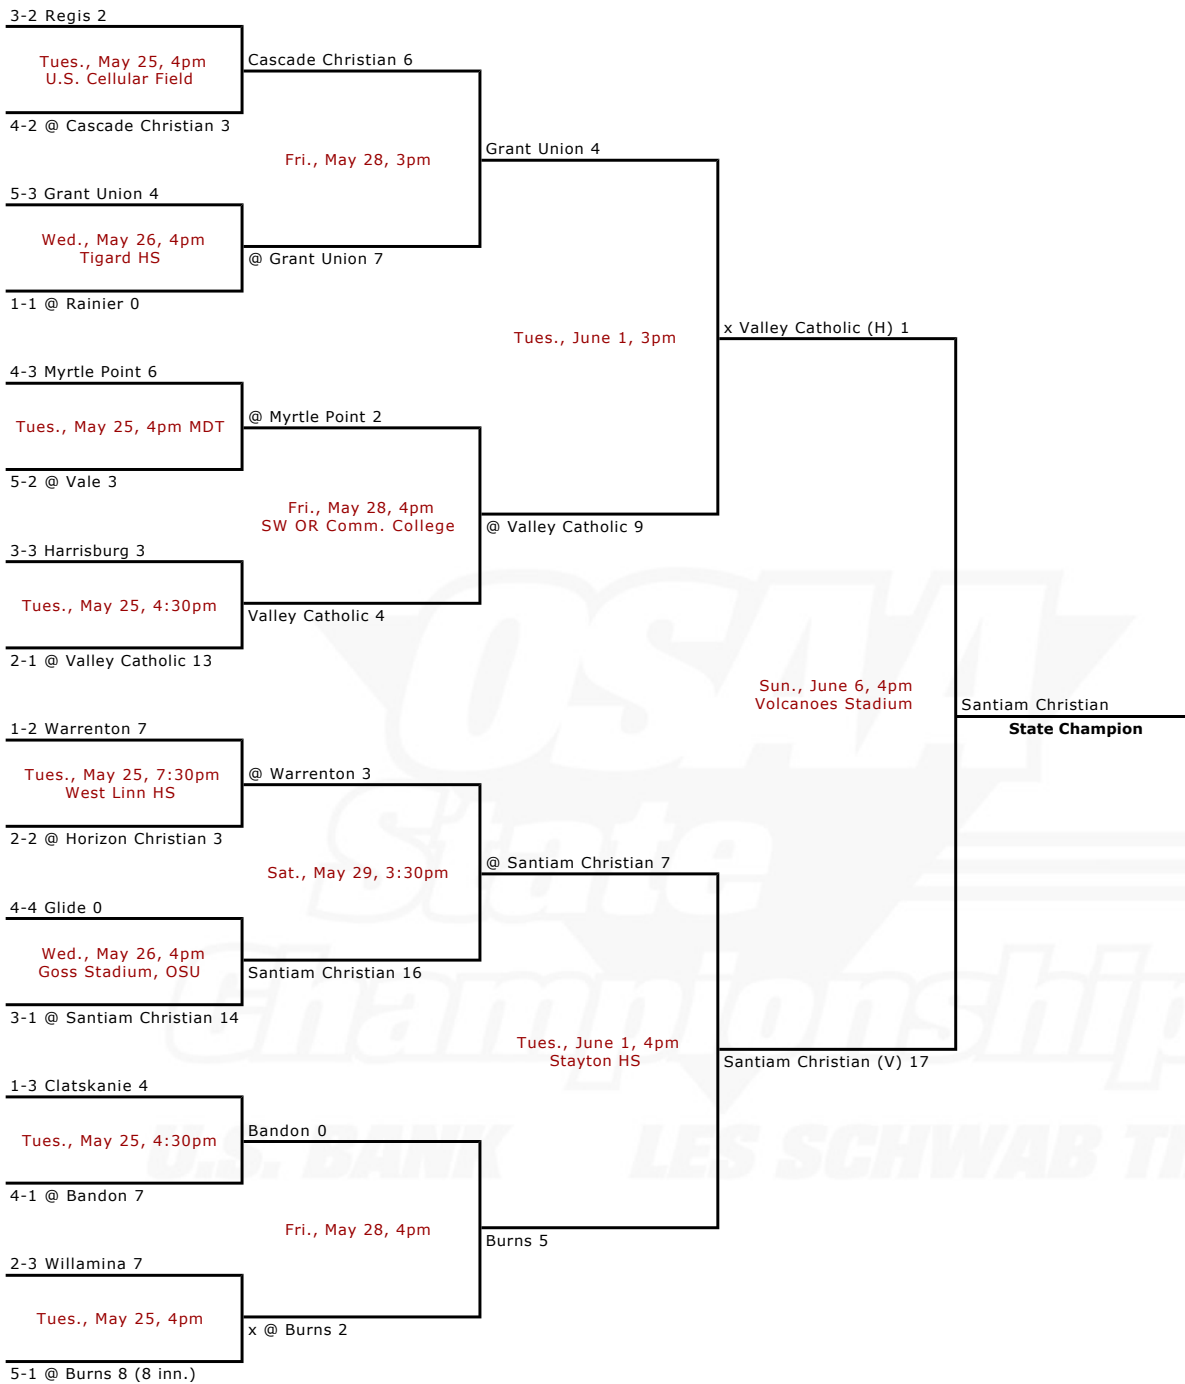 3-2 Regis 2
Tues., May 25, 4pm
U.S. Cellular Field
4-2 @ Cascade Christian 3
Cascade Christian 6
Fri., May 28, 3pm
5-3 Grant Union 4
Wed., May 26, 4pm
Tigard HS
1-1 @ Rainier 0
@ Grant Union 7
Grant Union 4
Tues., June 1, 3pm
4-3 Myrtle Point 6
Tues., May 25, 4pm MDT
5-2 @ Vale 3
@ Myrtle Point 2
Fri., May 28, 4pm
SW OR Comm. College
3-3 Harrisburg 3
Tues., May 25, 4:30pm
2-1 @ Valley Catholic 13
Valley Catholic 4
@ Valley Catholic 9
x Valley Catholic (H) 1
Sun., June 6, 4pm
Volcanoes Stadium
Santiam Christian
State Champion
1-2 Warrenton 7
Tues., May 25, 7:30pm
West Linn HS
2-2 @ Horizon Christian 3
@ Warrenton 3
Sat., May 29, 3:30pm
4-4 Glide 0
Wed., May 26, 4pm
Goss Stadium, OSU
3-1 @ Santiam Christian 14
Santiam Christian 16
@ Santiam Christian 7
Tues., June 1, 4pm
Stayton HS
Santiam Christian (V) 17
1-3 Clatskanie 4
Tues., May 25, 4:30pm
4-1 @ Bandon 7
Bandon 0
Fri., May 28, 4pm
2-3 Willamina 7
Tues., May 25, 4pm
5-1 @ Burns 8 (8 inn.)
x @ Burns 2
Burns 5
OSAA
State
Championship
U.S. BANK LES SCHWAB TI